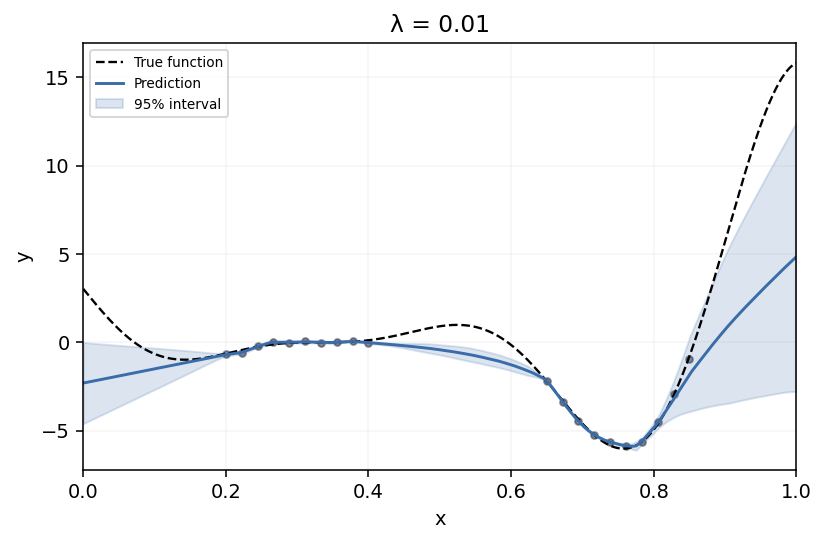 λ = 0.01
True function
Prediction
95% interval
y
15
10
5
0
−5
0.0 0.2 0.4 0.6 0.8 1.0
x